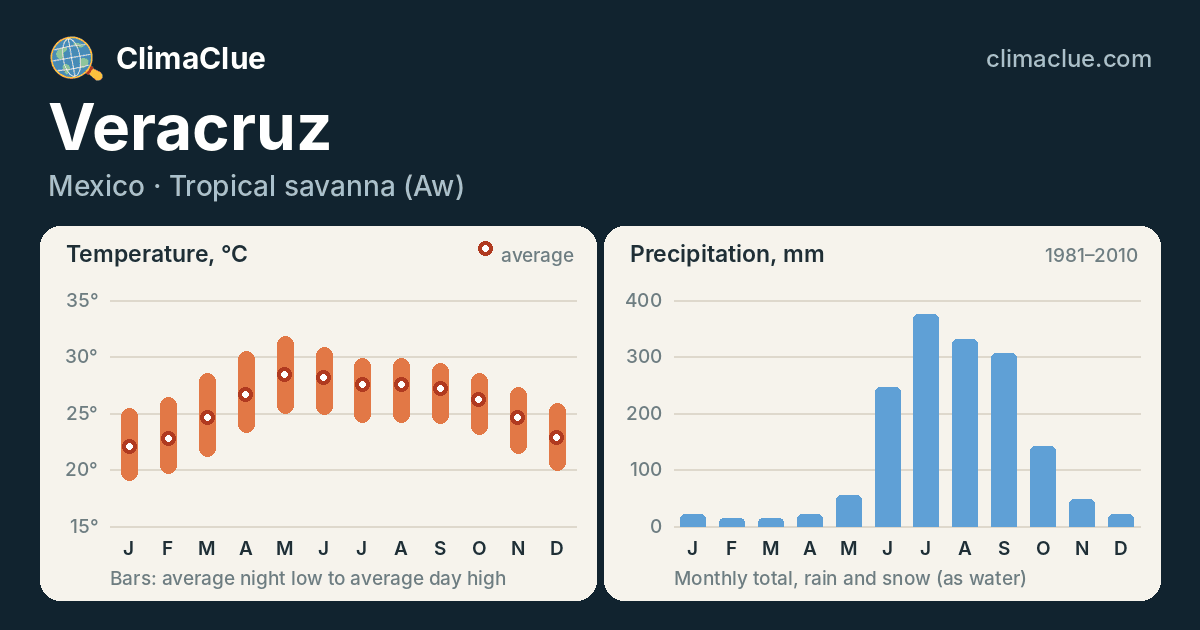 ClimaClue
climaclue.com
Veracruz
Mexico · Tropical savanna (Aw)
Temperature, °C
average
35°
30°
25°
20°
15°
J F M A M J J A S O N D
Bars: average night low to average day high
Precipitation, mm
1981–2010
400
300
200
100
0
J F M A M J J A S O N D
Monthly total, rain and snow (as water)